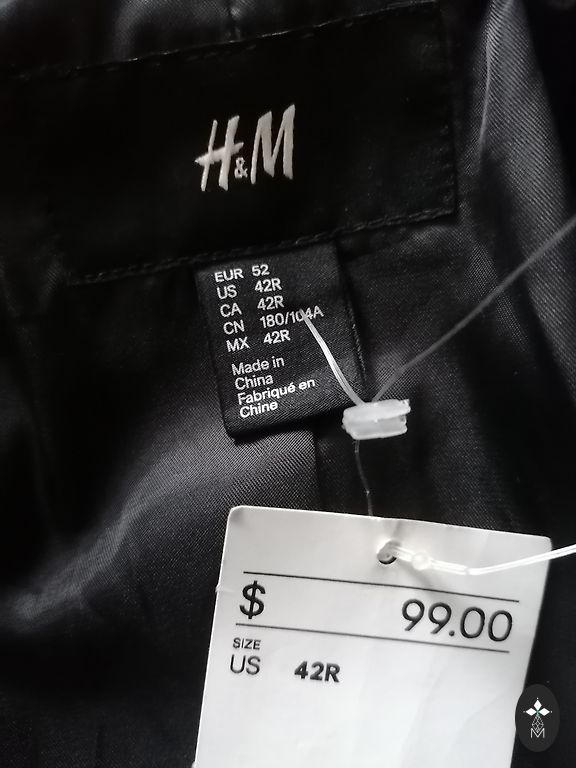 H&M
EUR 52
US 42R
CA 42R
CN 180/104A
MX 42R
Made in
China
Fabriqué en
Chine
$ 99.00
SIZE
US 42R
M